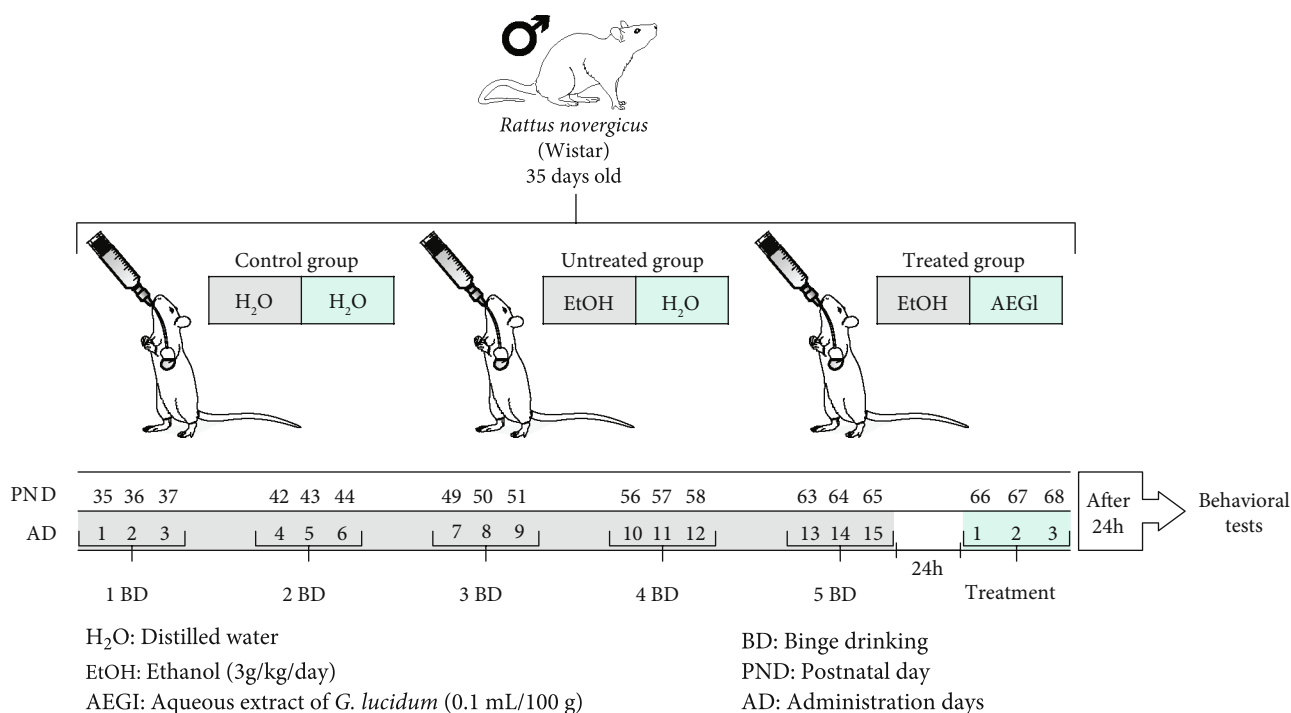 Rattus novergicus
(Wistar)
35 days old
Control group
H₂O H₂O
Untreated group
EtOH H₂O
Treated group
EtOH AEGl
PND 35 36 37 42 43 44 49 50 51 56 57 58 63 64 65 66 67 68
AD 1 2 3 4 5 6 7 8 9 10 11 12 13 14 15 1 2 3
After
24h
Behavioral
tests
24h
1 BD 2 BD 3 BD 4 BD 5 BD Treatment
H₂O: Distilled water
EtOH: Ethanol (3g/kg/day)
AEGI: Aqueous extract of G. lucidum (0.1 mL/100 g)
BD: Binge drinking
PND: Postnatal day
AD: Administration days